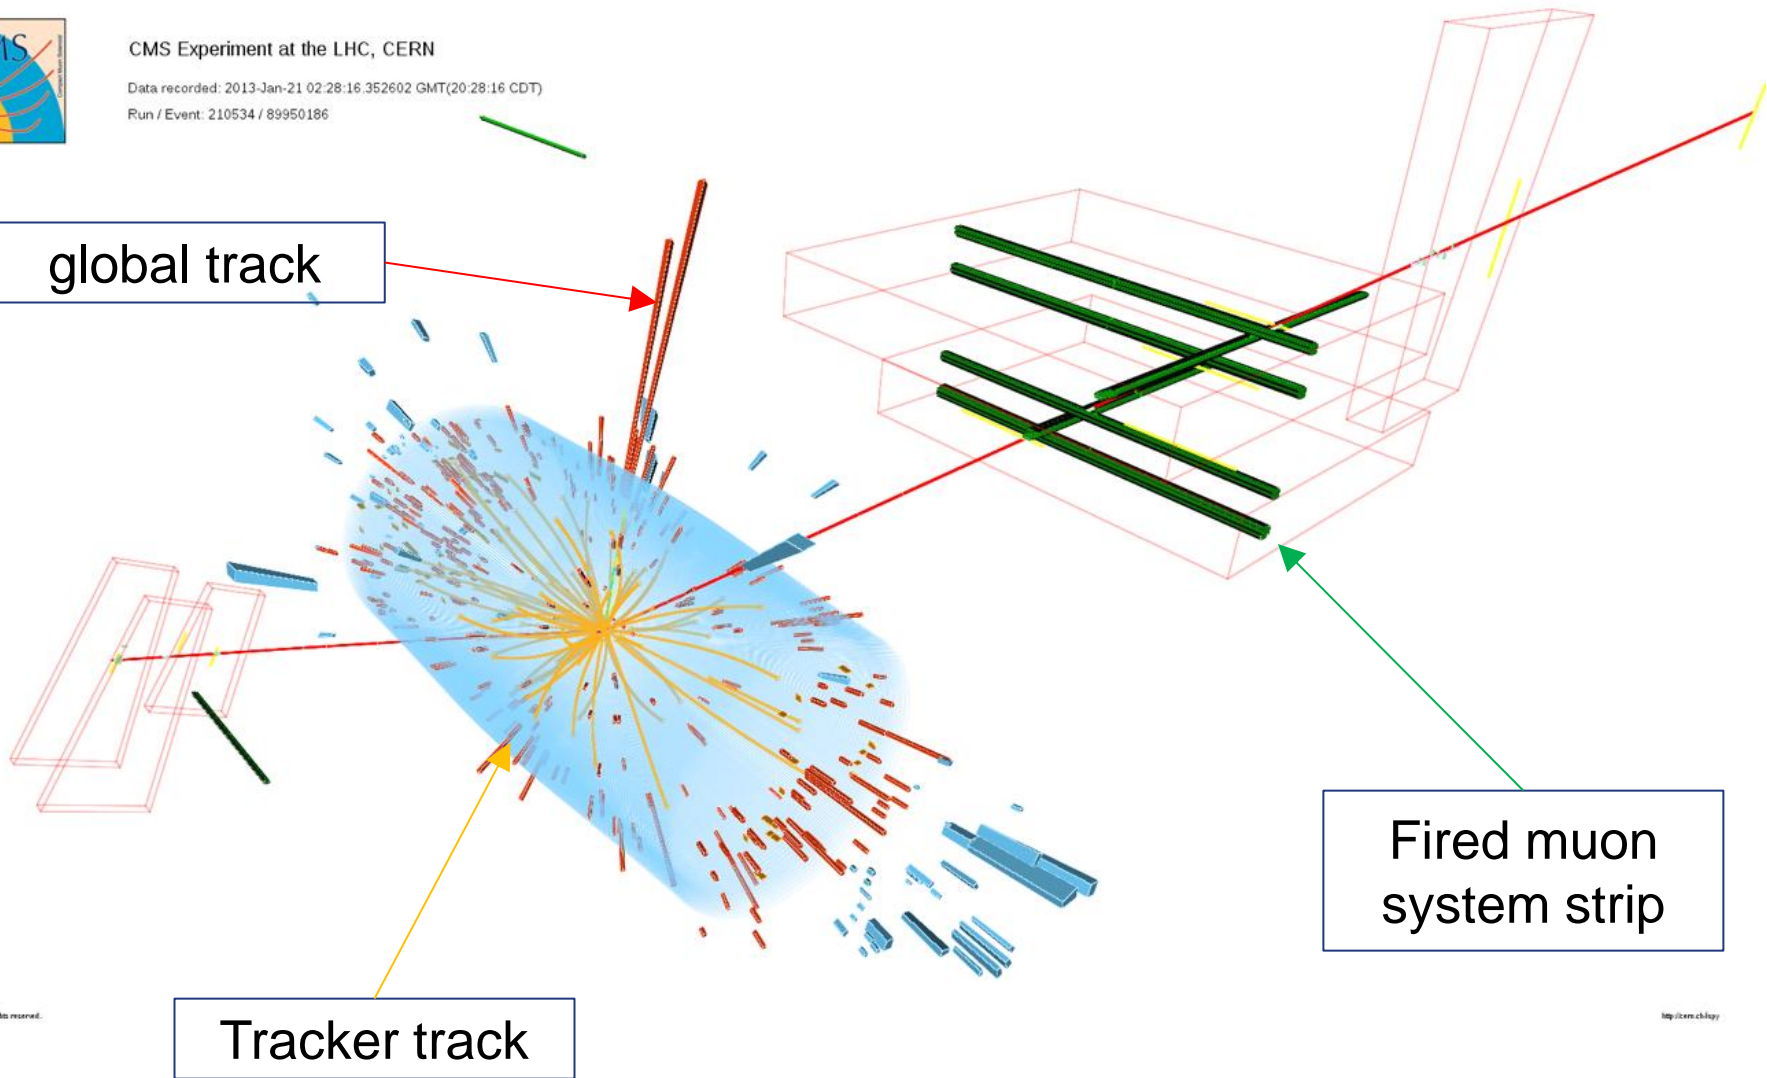 CMS Experiment at the LHC, CERN
Data recorded: 2013-Jan-21 02:28:16.352602 GMT(20:28:16 CDT)
Run / Event: 210534 / 89950186
global track
Fired muon
system strip
Tracker track
reserved.